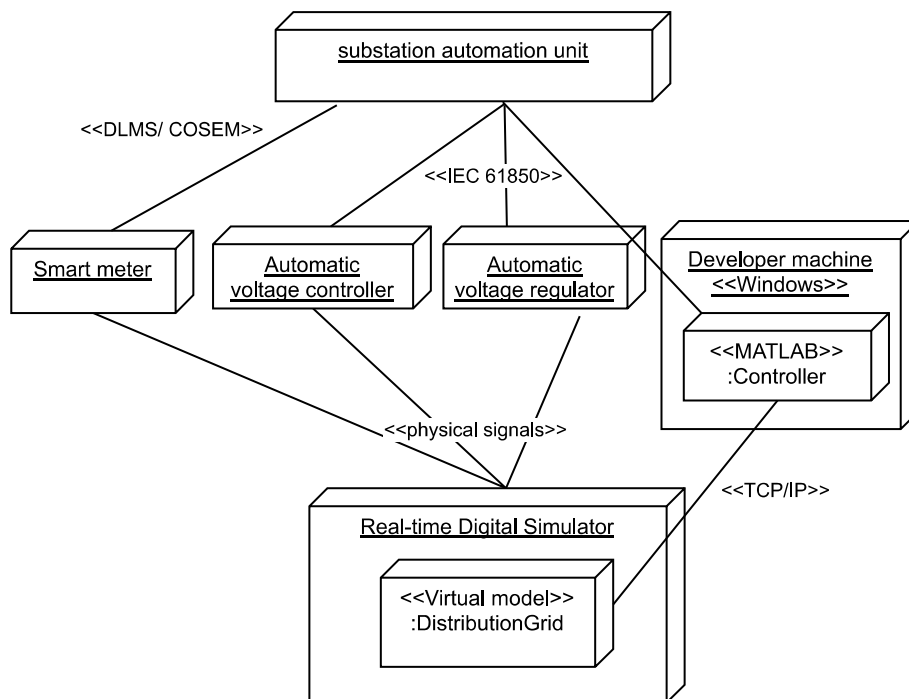 substation automation unit
<<DLMS/ COSEM>>
<<IEC 61850>>
Smart meter
Automatic
voltage controller
Automatic
voltage regulator
Developer machine
<<Windows>>
<<MATLAB>>
:Controller
<<physical signals>>
<<TCP/IP>>
Real-time Digital Simulator
<<Virtual model>>
:DistributionGrid